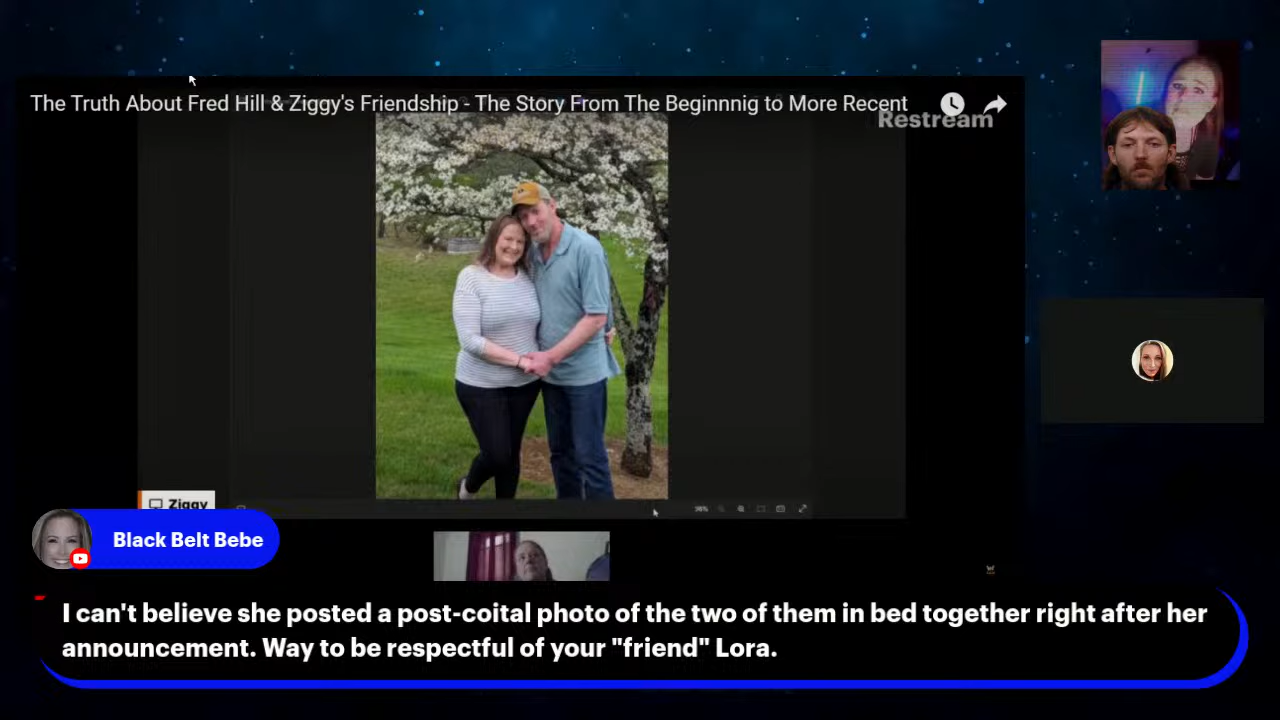 The Truth About Fred Hill & Ziggy's Friendship - The Story From The Beginnnig to More Recent
Restream
Ziggy
Black Belt Bebe
I can't believe she posted a post-coital photo of the two of them in bed together right after her
announcement. Way to be respectful of your "friend" Lora.